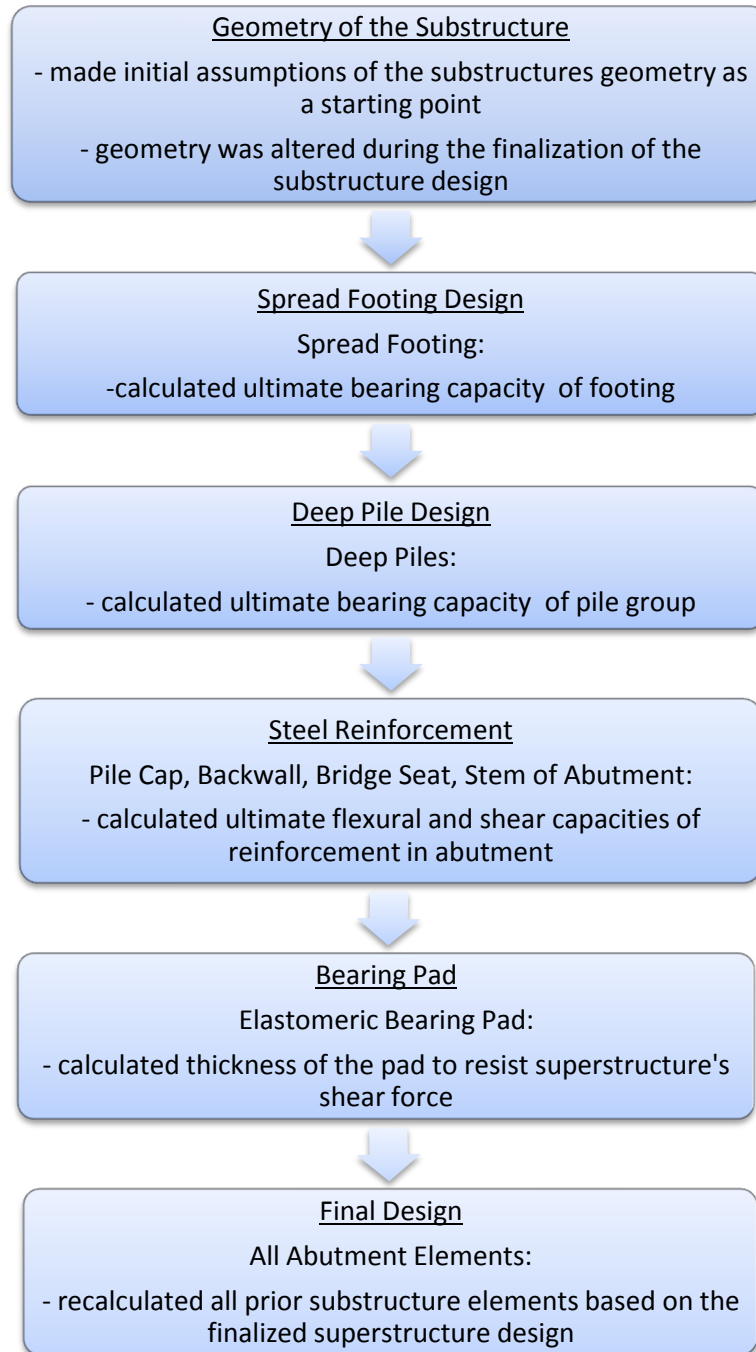 Geometry of the Substructure
- made initial assumptions of the substructures geometry as
a starting point
- geometry was altered during the finalization of the
substructure design
Spread Footing Design
Spread Footing:
-calculated ultimate bearing capacity of footing
Deep Pile Design
Deep Piles:
- calculated ultimate bearing capacity of pile group
Steel Reinforcement
Pile Cap, Backwall, Bridge Seat, Stem of Abutment:
- calculated ultimate flexural and shear capacities of
reinforcement in abutment
Bearing Pad
Elastomeric Bearing Pad:
- calculated thickness of the pad to resist superstructure's
shear force
Final Design
All Abutment Elements:
- recalculated all prior substructure elements based on the
finalized superstructure design